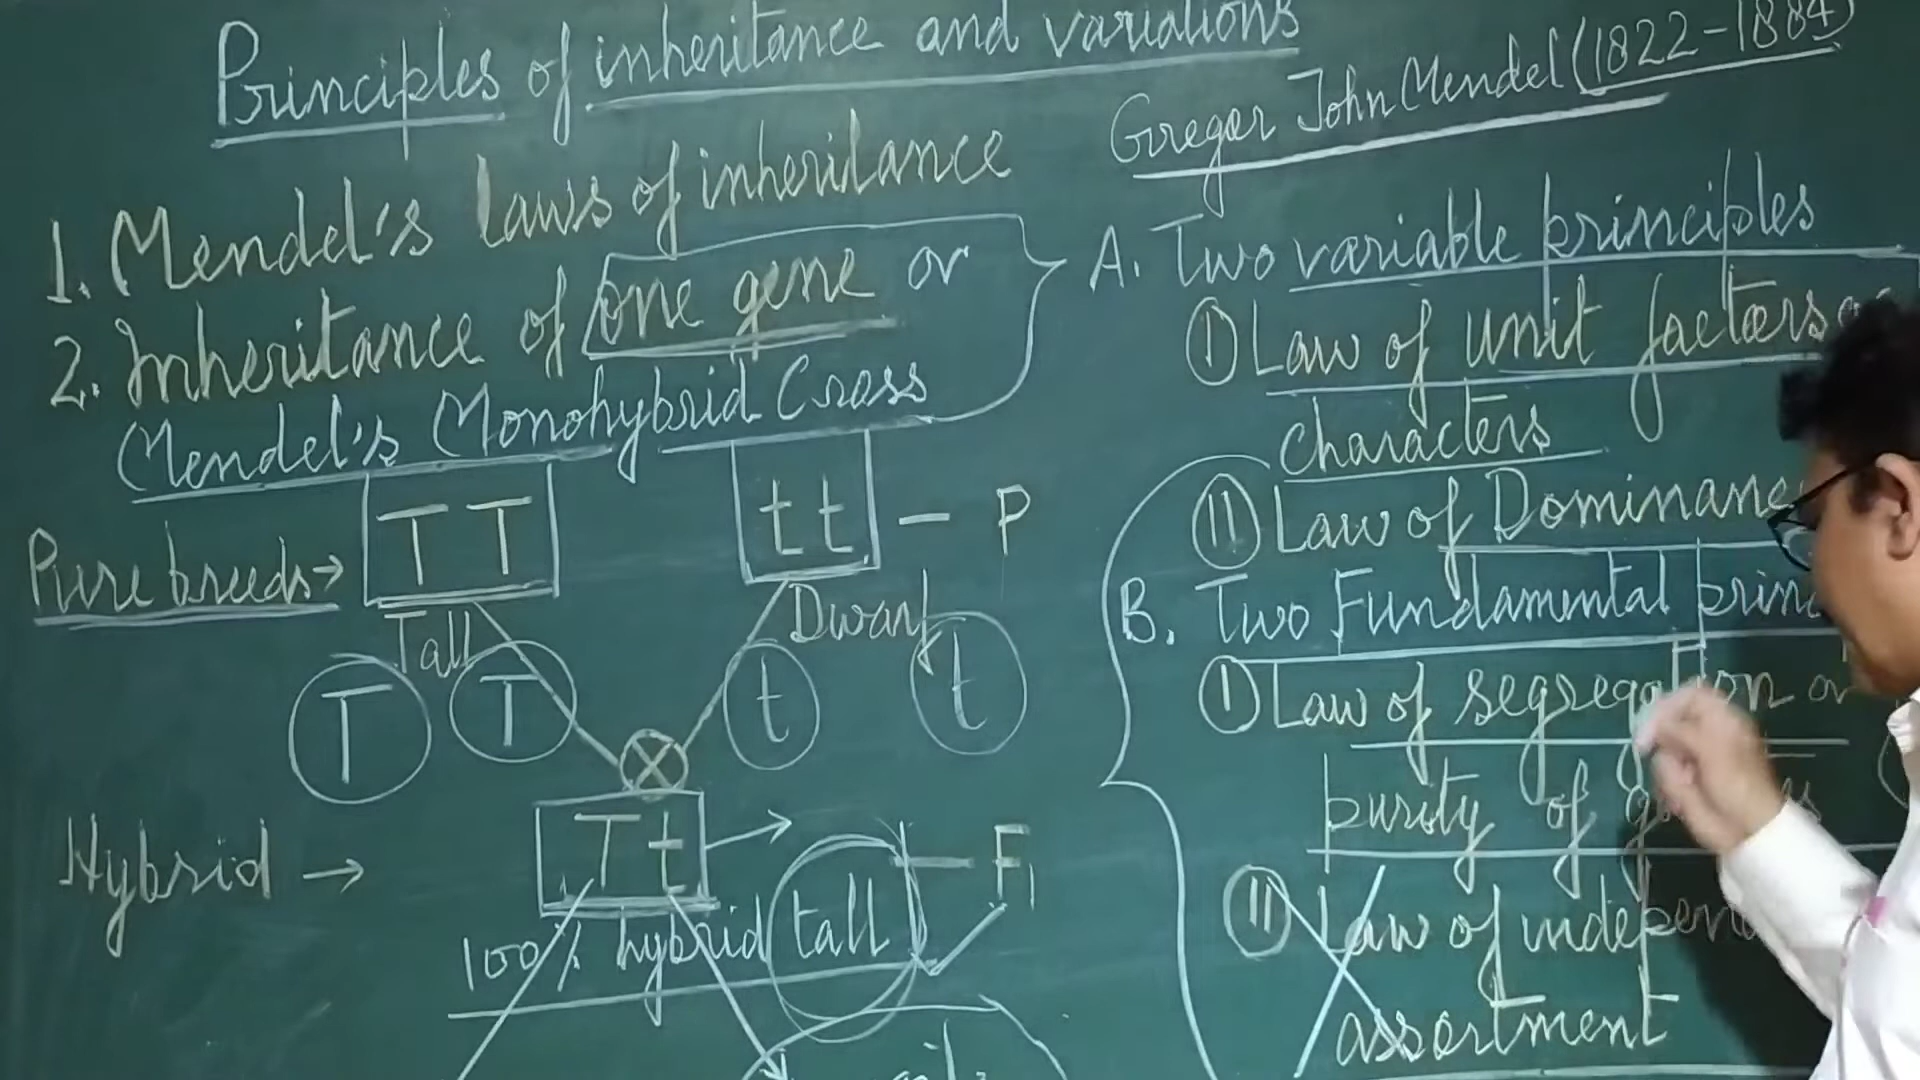 Principles of inheritance and variations
Gregor John Mendel (1822-1884)
1. Mendel's laws of inheritance
2. Inheritance of one gene or
Mendel's Monohybrid Cross
Pure breeds → TT tt - P
Tall Dwarf
T T t t
Hybrid → Tt - F1
100% hybrid tall
A. Two variable principles
I Law of unit factors
characters
II Law of Dominance
B. Two Fundamental
I Law of segregation or
purity of
II Law of
assortment